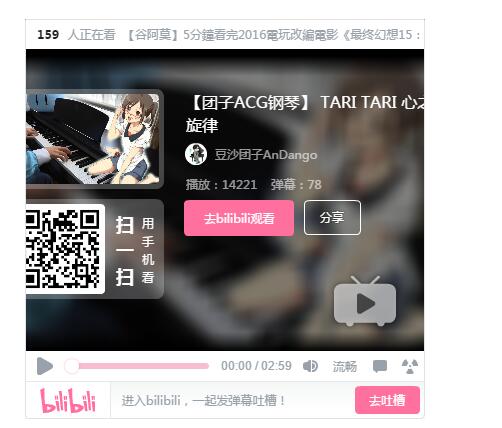 159 人正在看 【谷阿莫】5分鐘看完2016電玩改編電影《最终幻想15：
【团子ACG钢琴】 TARI TARI 心之
旋律
豆沙团子AnDango
播放：14221 弹幕：78
去bilibili观看 分享
扫一扫
用手机看
00:00 / 02:59 流畅
bilibili 进入bilibili，一起发弹幕吐槽！ 去吐槽